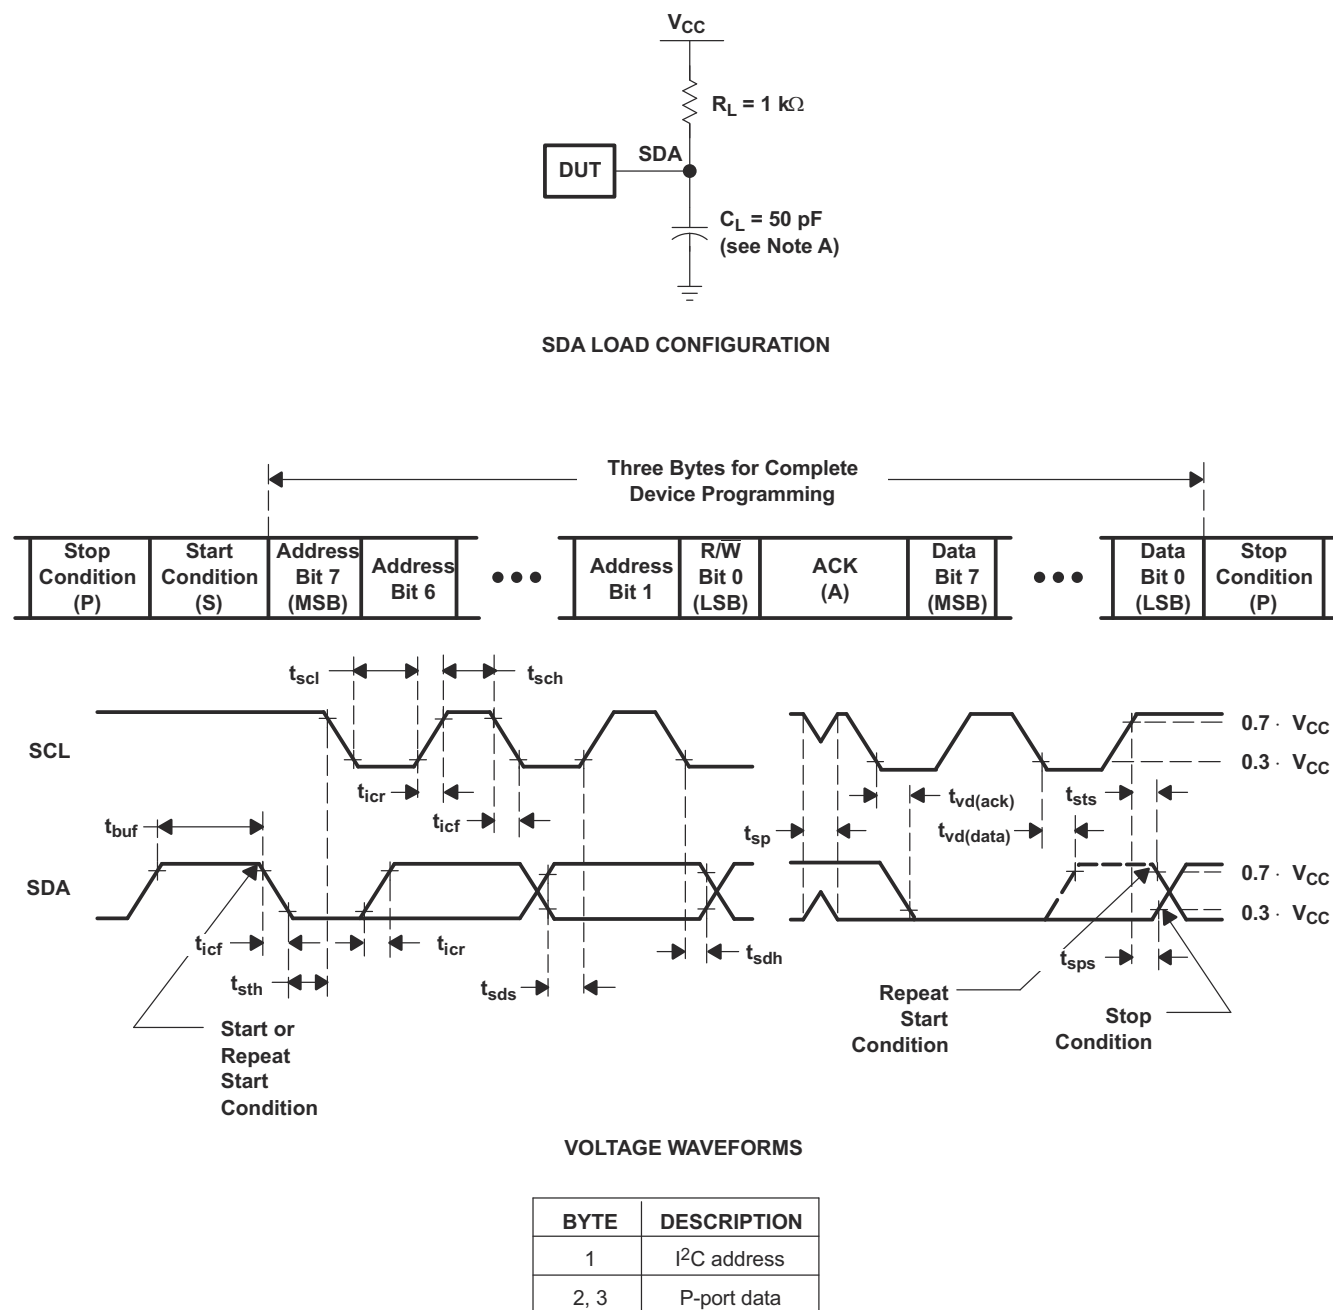 VCC
RL = 1 kΩ
DUT
SDA
CL = 50 pF
(see Note A)
SDA LOAD CONFIGURATION
Three Bytes for Complete
Device Programming
Stop
Condition
(P)
Start
Condition
(S)
Address
Bit 7
(MSB)
Address
Bit 6
•••
Address
Bit 1
R/W̅
Bit 0
(LSB)
ACK
(A)
Data
Bit 7
(MSB)
•••
Data
Bit 0
(LSB)
Stop
Condition
(P)
tscl
tsch
SCL
0.7 · VCC
0.3 · VCC
ticr
ticf
tbuf
tsp
tvd(ack)
tvd(data)
tsts
SDA
0.7 · VCC
0.3 · VCC
ticf
ticr
tsth
tsds
tsdh
tsps
Start or
Repeat
Start
Condition
Repeat
Start
Condition
Stop
Condition
VOLTAGE WAVEFORMS
BYTE DESCRIPTION
1 I2C address
2, 3 P-port data